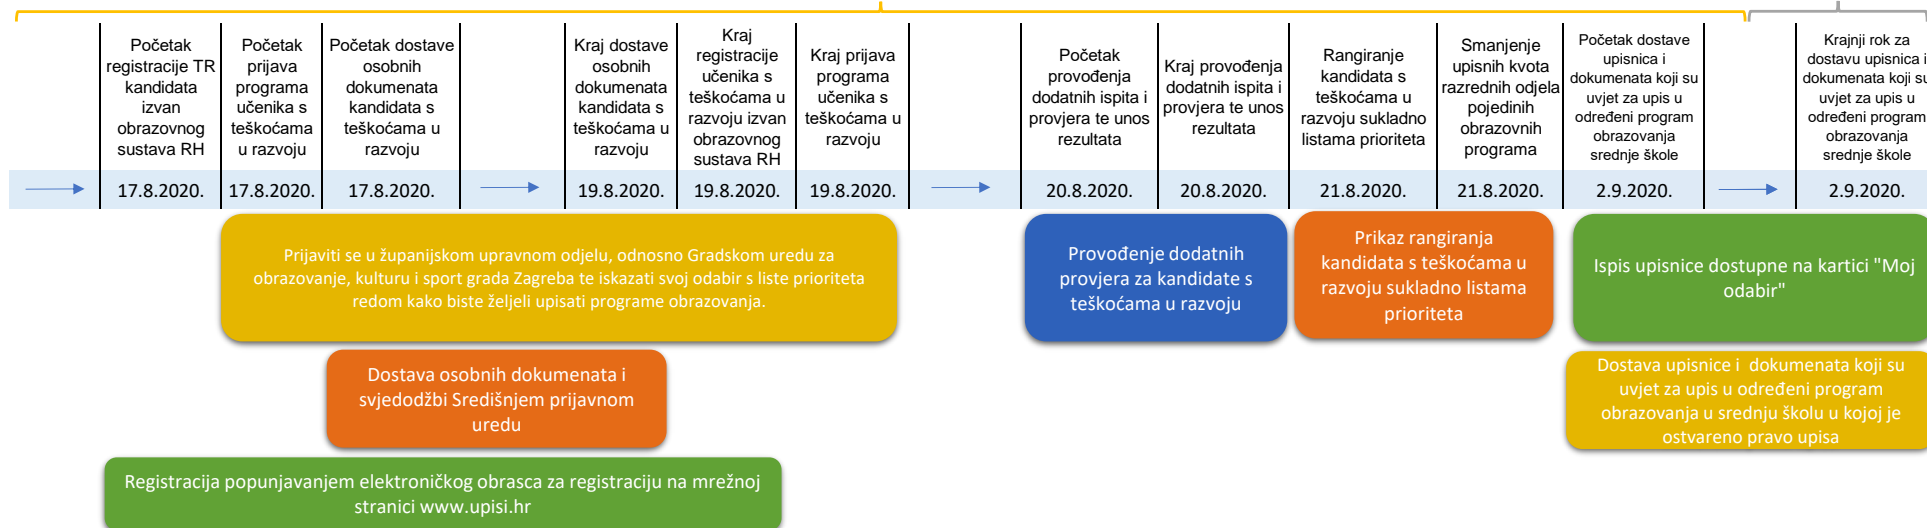 Početak
registracije TR
kandidata
izvan
obrazovnog
sustava RH
Početak
prijava
programa
učenika s
teškoćama
u razvoju
Početak dostave
osobnih
dokumenata
kandidata s
teškoćama u
razvoju
Kraj dostave
osobnih
dokumenata
kandidata s
teškoćama u
razvoju
Kraj
registracije
učenika s
teškoćama u
razvoju izvan
obrazovnog
sustava RH
Kraj prijava
programa
učenika s
teškoćama u
razvoju
Početak
provođenja
dodatnih ispita i
provjera te unos
rezultata
Kraj provođenja
dodatnih ispita i
provjera te unos
rezultata
Rangiranje
kandidata s
teškoćama u
razvoju sukladno
listama prioriteta
Smanjenje
upisnih kvota
razrednih odjela
pojedinih
obrazovnih
programa
Početak dostave
upisnica i
dokumenata koji su
uvjet za upis u
određeni program
obrazovanja
srednje škole
Krajnji rok za
dostavu upisnica i
dokumenata koji su
uvjet za upis u
određeni program
obrazovanja
srednje škole
17.8.2020. 17.8.2020. 17.8.2020. 19.8.2020. 19.8.2020. 19.8.2020. 20.8.2020. 20.8.2020. 21.8.2020. 21.8.2020. 2.9.2020. 2.9.2020.
Prijaviti se u županijskom upravnom odjelu, odnosno Gradskom uredu za
obrazovanje, kulturu i sport grada Zagreba te iskazati svoj odabir s liste prioriteta
redom kako biste željeli upisati programe obrazovanja.
Provođenje dodatnih
provjera za kandidate s
teškoćama u razvoju
Prikaz rangiranja
kandidata s teškoćama u
razvoju sukladno listama
prioriteta
Ispis upisnice dostupne na kartici "Moj
odabir"
Dostava osobnih dokumenata i
svjedodžbi Središnjem prijavnom
uredu
Dostava upisnice i dokumenata koji su
uvjet za upis u određeni program
obrazovanja u srednju školu u kojoj je
ostvareno pravo upisa
Registracija popunjavanjem elektroničkog obrasca za registraciju na mrežnoj
stranici www.upisi.hr